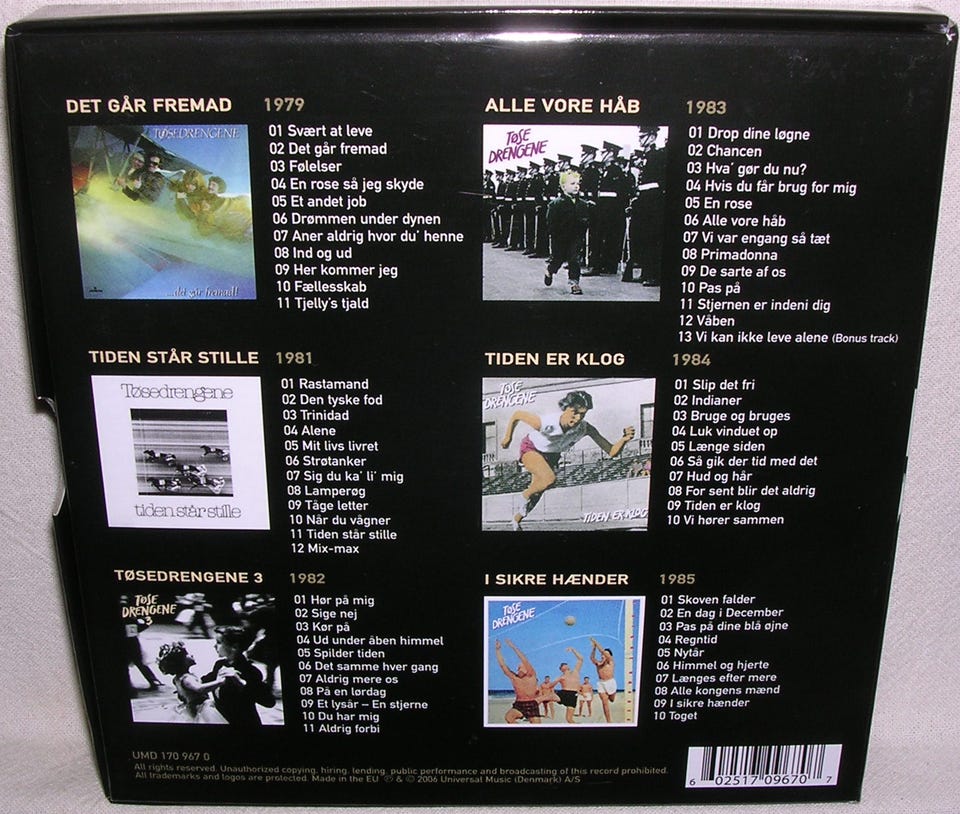 DET GÅR FREMAD 1979
TØSEDRENGENE
...det går fremad!
01 Svært at leve
02 Det går fremad
03 Følelser
04 En rose så jeg skyde
05 Et andet job
06 Drømmen under dynen
07 Aner aldrig hvor du' henne
08 Ind og ud
09 Her kommer jeg
10 Fællesskab
11 Tjelly's tjald
TIDEN STÅR STILLE 1981
Tøsedrengene
tiden står stille
01 Rastamand
02 Den tyske fod
03 Trinidad
04 Alene
05 Mit livs livret
06 Strøtanker
07 Sig du ka' li' mig
08 Lamperøg
09 Tåge letter
10 Når du vågner
11 Tiden står stille
12 Mix-max
TØSEDRENGENE 3 1982
TØSE
DRENGENE
3
01 Hør på mig
02 Sige nej
03 Kør på
04 Ud under åben himmel
05 Spilder tiden
06 Det samme hver gang
07 Aldrig mere os
08 På en lørdag
09 Et lysår – En stjerne
10 Du har mig
11 Aldrig forbi
ALLE VORE HÅB 1983
TØSE
DRENGENE
01 Drop dine løgne
02 Chancen
03 Hva' gør du nu?
04 Hvis du får brug for mig
05 En rose
06 Alle vore håb
07 Vi var engang så tæt
08 Primadonna
09 De sarte af os
10 Pas på
11 Stjernen er indeni dig
12 Våben
13 Vi kan ikke leve alene (Bonus track)
TIDEN ER KLOG 1984
TØSE
DRENGENE
TIDEN ER KLOG
01 Slip det fri
02 Indianer
03 Bruge og bruges
04 Luk vinduet op
05 Længe siden
06 Så gik der tid med det
07 Hud og hår
08 For sent blir det aldrig
09 Tiden er klog
10 Vi hører sammen
I SIKRE HÆNDER 1985
TØSE
DRENGENE
01 Skoven falder
02 En dag i December
03 Pas på dine blå øjne
04 Regntid
05 Nytår
06 Himmel og hjerte
07 Længes efter mere
08 Alle kongens mænd
09 I sikre hænder
10 Toget
UMD 170 967 0
All rights reserved. Unauthorized copying, hiring, lending, public performance and broadcasting of this record prohibited.
All trademarks and logos are protected. Made in the EU ℗ & © 2006 Universal Music (Denmark) A/S
6 02517 09670 7